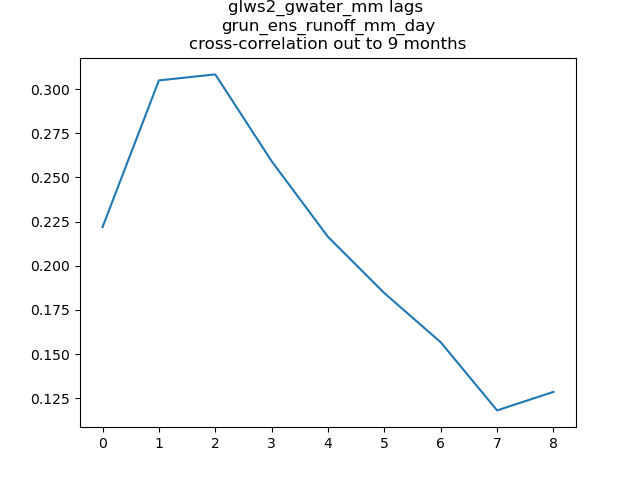 glws2_gwater_mm lags
grun_ens_runoff_mm_day
cross-correlation out to 9 months
0.300
0.275
0.250
0.225
0.200
0.175
0.150
0.125
0 1 2 3 4 5 6 7 8